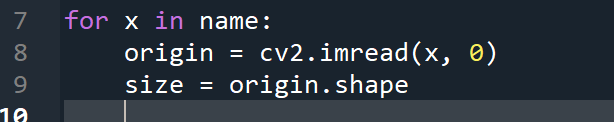 7 for x in name:
8     origin = cv2.imread(x, 0)
9     size = origin.shape
10